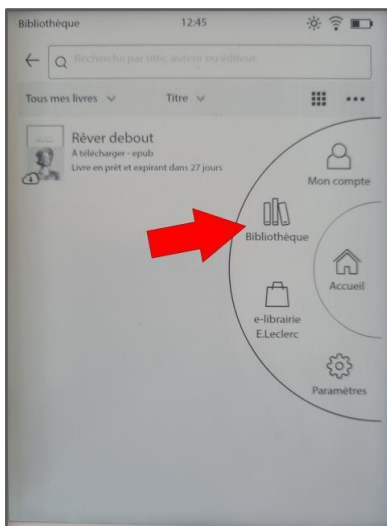 Bibliothèque 12:45
Recherche par titre, auteur ou éditeur
Tous mes livres Titre
Rêver debout
A télécharger - epub
Livre en prêt et expirant dans 27 jours
Mon compte
Bibliothèque
Accueil
e-librairie
E.Leclerc
Paramètres